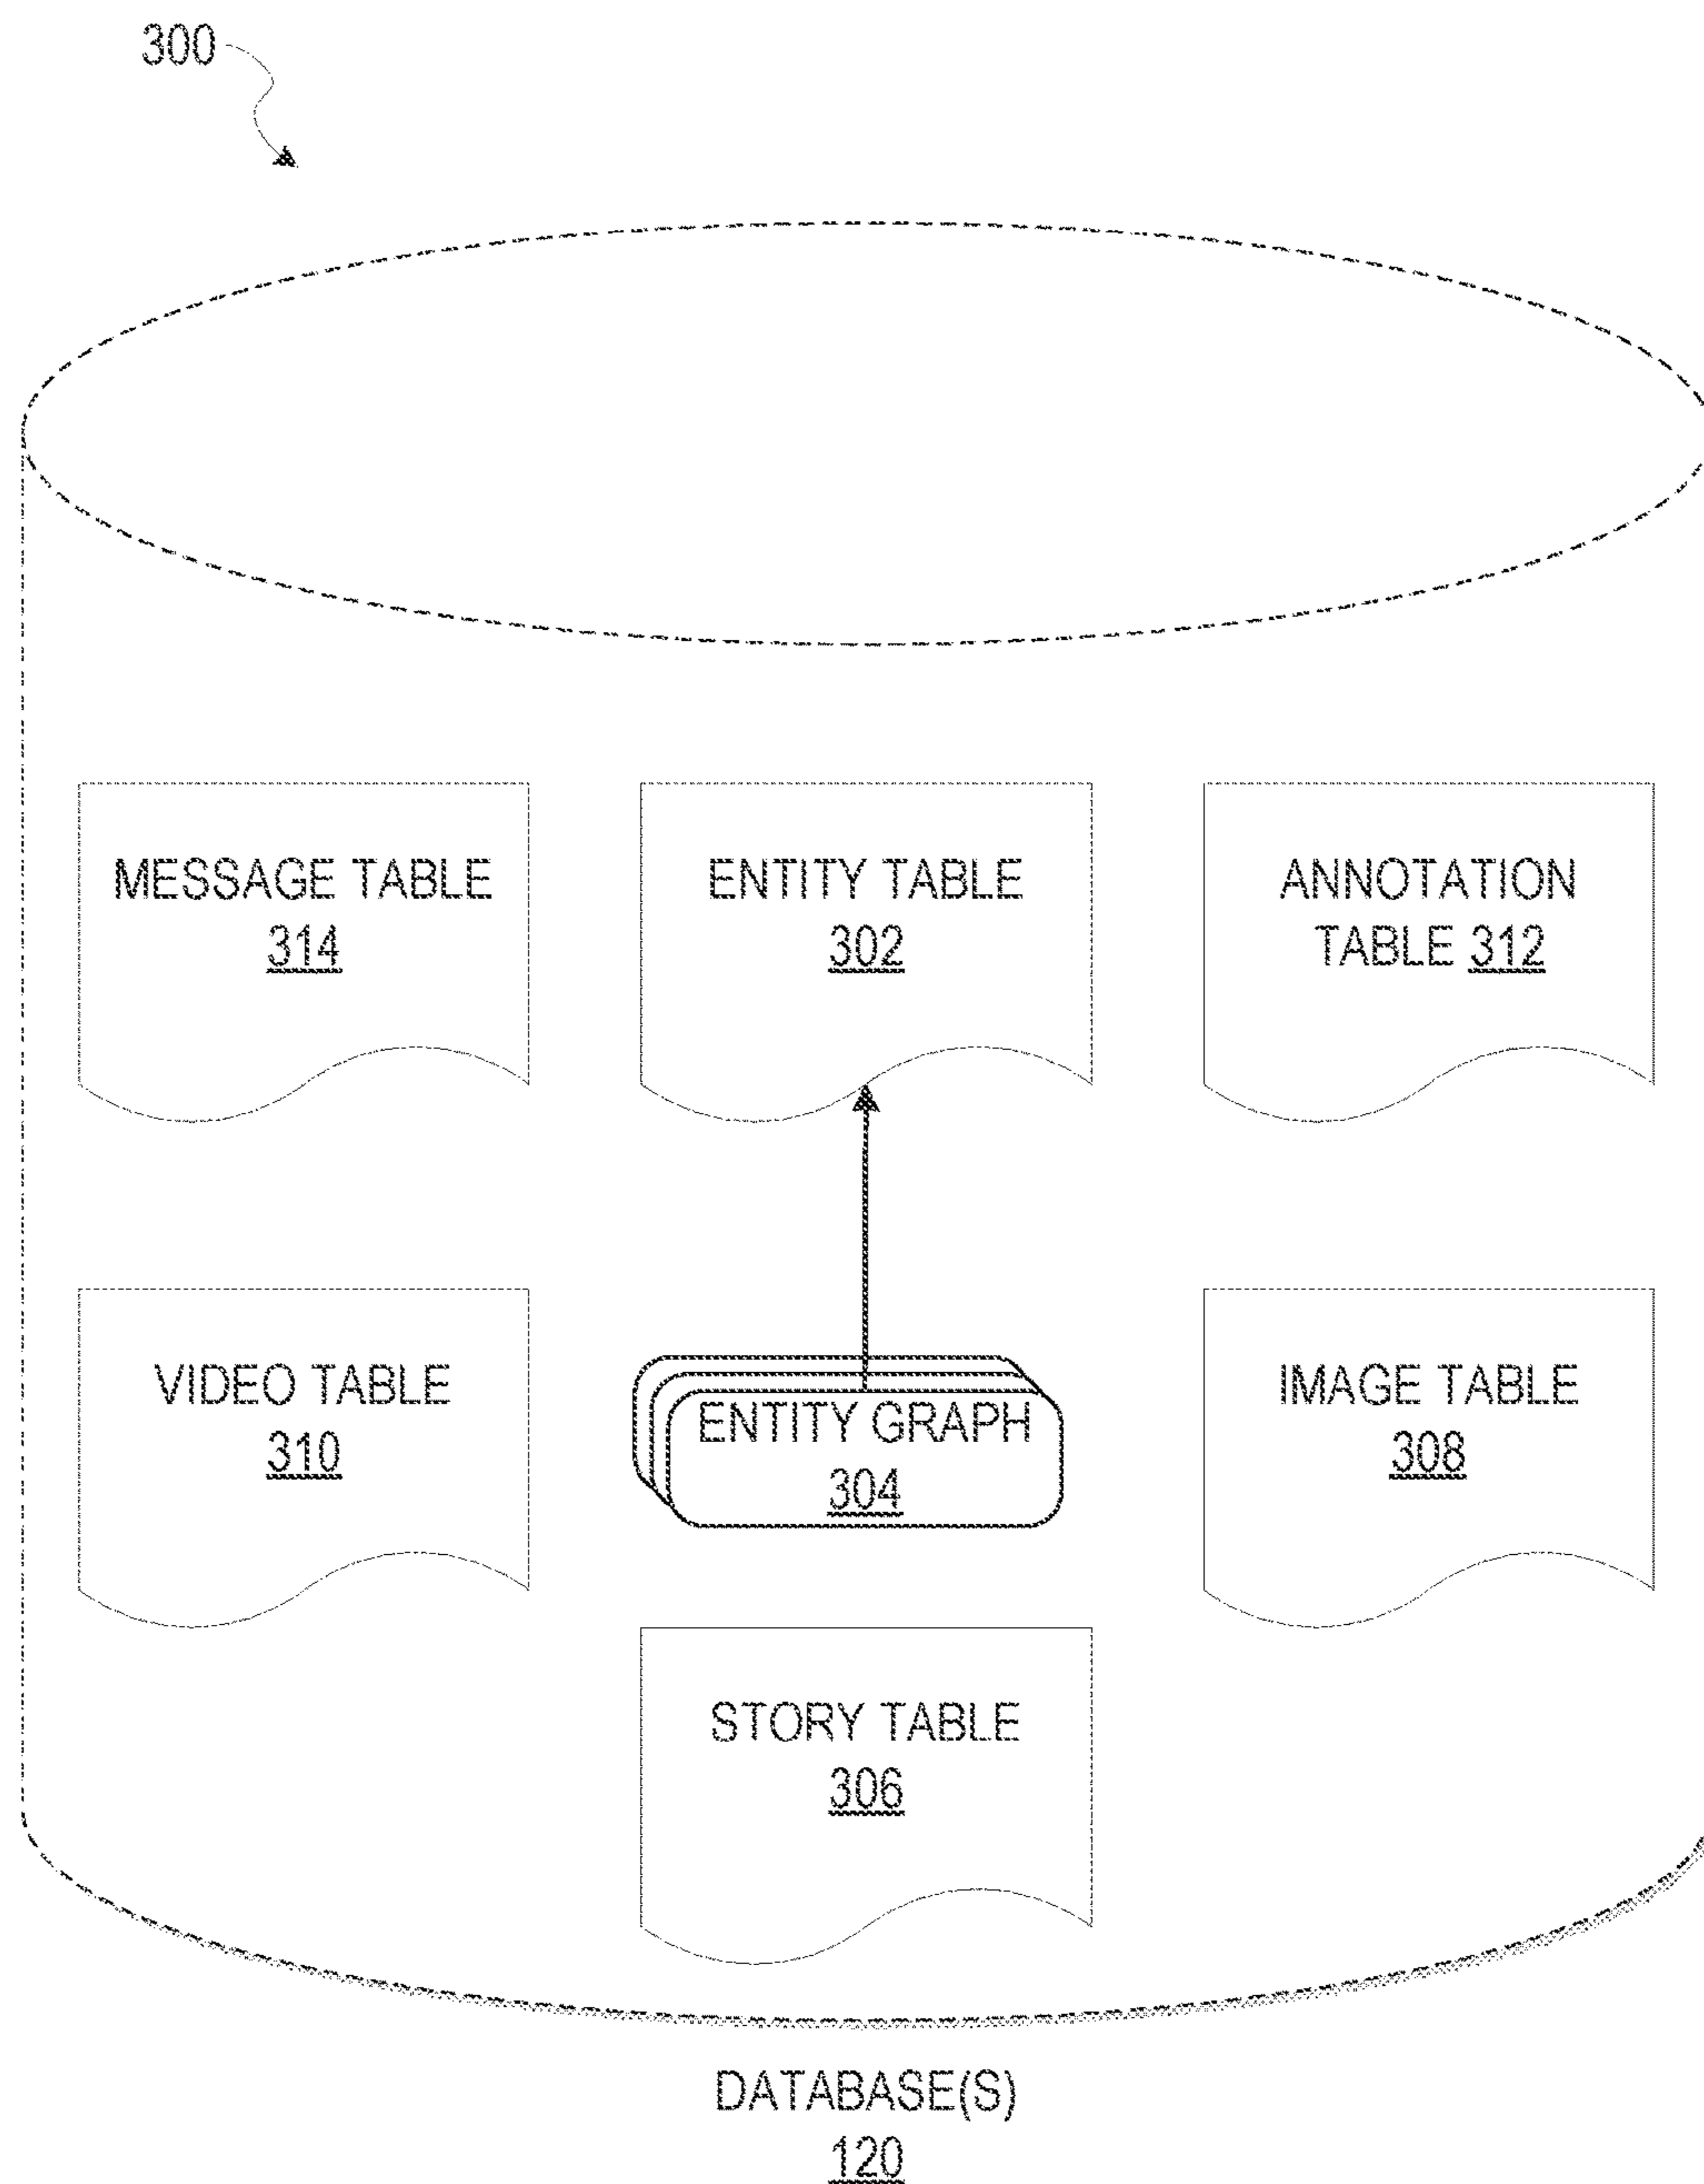 300
MESSAGE TABLE
314
ENTITY TABLE
302
ANNOTATION
TABLE 312
VIDEO TABLE
310
ENTITY GRAPH
304
IMAGE TABLE
308
STORY TABLE
306
DATABASE(S)
120